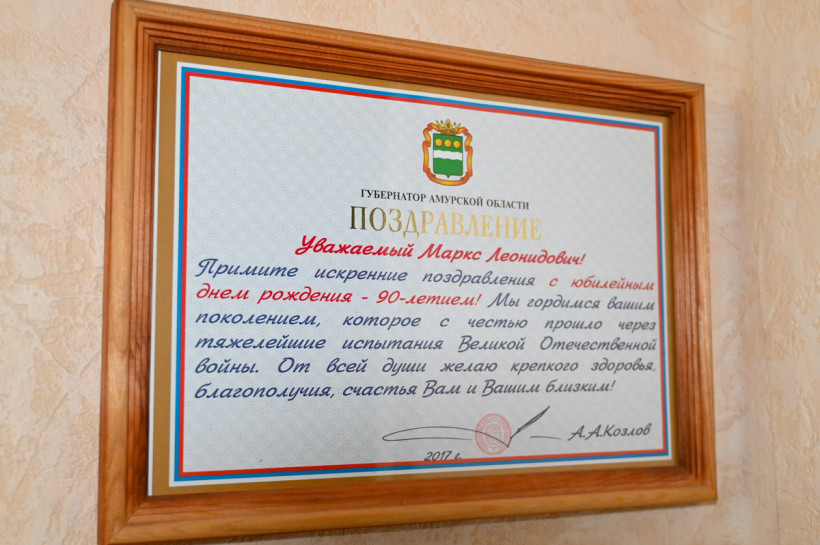 ГУБЕРНАТОР АМУРСКОЙ ОБЛАСТИ
ПОЗДРАВЛЕНИЕ
Уважаемый Маркс Леонидович!
Примите искренние поздравления с юбилейным
днем рождения - 90-летием! Мы гордимся вашим
поколением, которое с честью прошло через
тяжелейшие испытания Великой Отечественной
войны. От всей души желаю крепкого здоровья,
благополучия, счастья Вам и Вашим близким!
А.А.Козлов
2017 г.